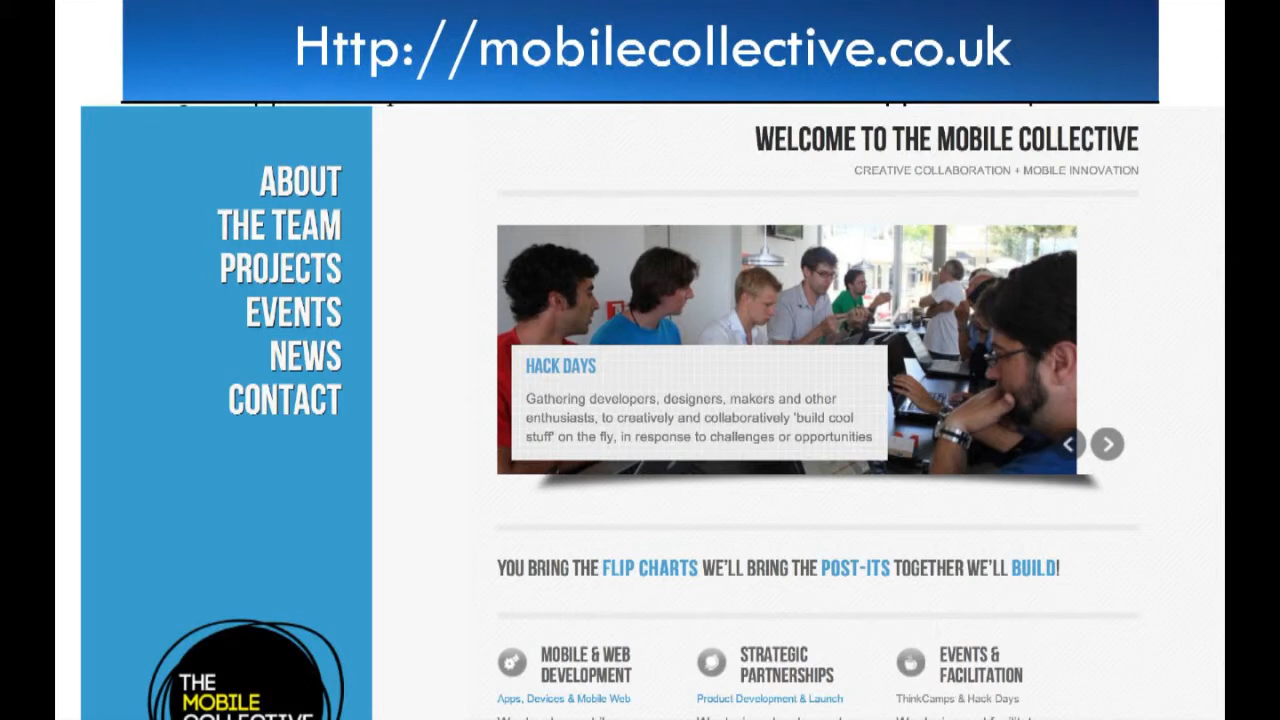 Http://mobilecollective.co.uk
ABOUT
THE TEAM
PROJECTS
EVENTS
NEWS
CONTACT
WELCOME TO THE MOBILE COLLECTIVE
CREATIVE COLLABORATION + MOBILE INNOVATION
HACK DAYS
Gathering developers, designers, makers and other
enthusiasts, to creatively and collaboratively 'build cool
stuff' on the fly, in response to challenges or opportunities
YOU BRING THE FLIP CHARTS WE'LL BRING THE POST-ITS TOGETHER WE'LL BUILD!
MOBILE & WEB
DEVELOPMENT
Apps, Devices & Mobile Web
STRATEGIC
PARTNERSHIPS
Product Development & Launch
EVENTS &
FACILITATION
ThinkCamps & Hack Days
THE
MOBILE
COLLECTIVE